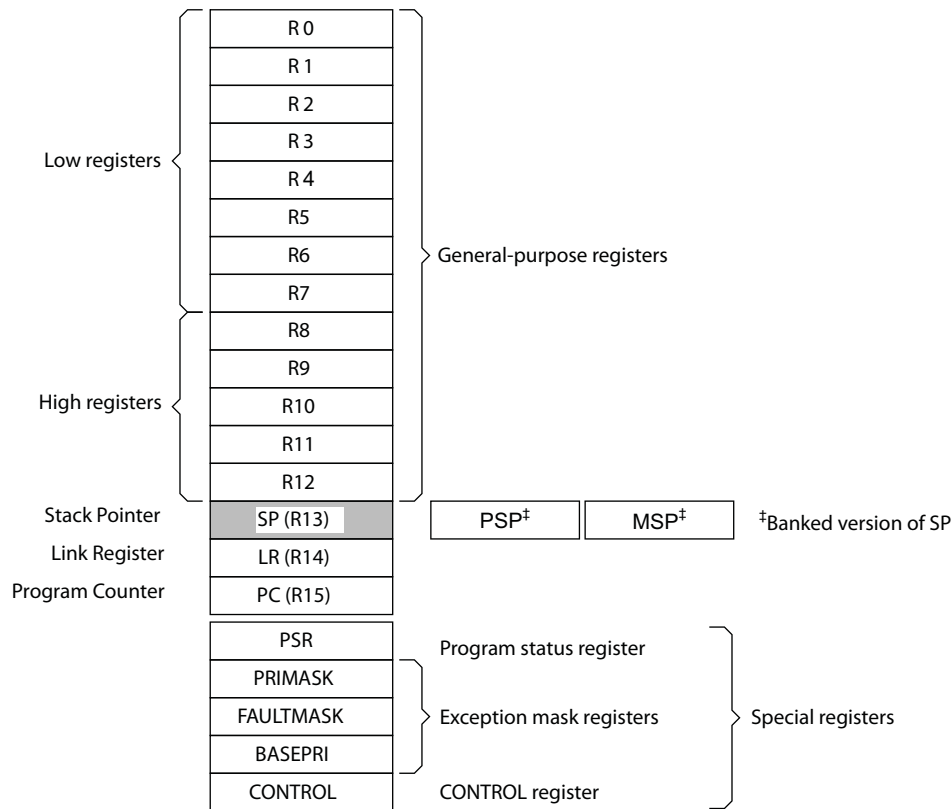 R 0
R 1
R 2
R 3
Low registers
R 4
R5
R6
General-purpose registers
R7
R8
R9
High registers
R10
R11
R12
Stack Pointer
SP (R13)
PSP‡
MSP‡
‡Banked version of SP
Link Register
LR (R14)
Program Counter
PC (R15)
PSR
Program status register
PRIMASK
FAULTMASK
Exception mask registers
Special registers
BASEPRI
CONTROL
CONTROL register